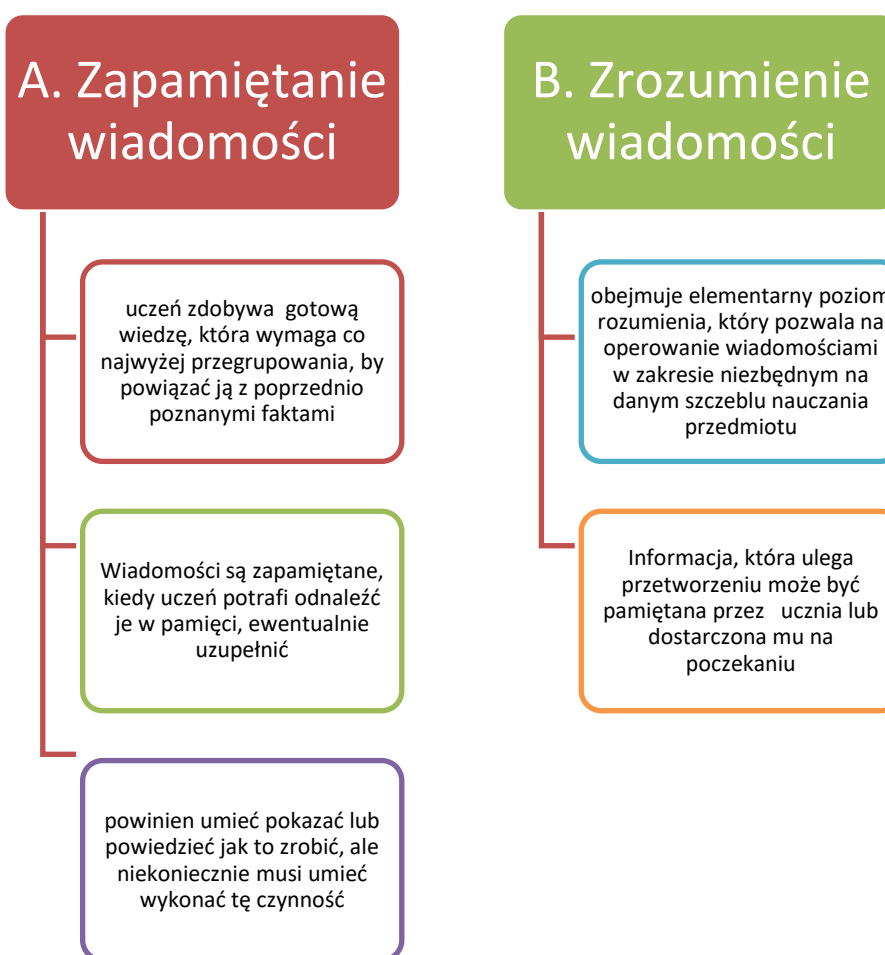 A. Zapamiętanie
wiadomości
uczeń zdobywa gotową
wiedzę, która wymaga co
najwyżej przegrupowania, by
powiązać ją z poprzednio
poznanymi faktami
Wiadomości są zapamiętane,
kiedy uczeń potrafi odnaleźć
je w pamięci, ewentualnie
uzupełnić
powinien umieć pokazać lub
powiedzieć jak to zrobić, ale
niekoniecznie musi umieć
wykonać tę czynność
B. Zrozumienie
wiadomości
obejmuje elementarny poziom
rozumienia, który pozwala na
operowanie wiadomościami
w zakresie niezbędnym na
danym szczeblu nauczania
przedmiotu
Informacja, która ulega
przetworzeniu może być
pamiętana przez ucznia lub
dostarczona mu na
poczekaniu